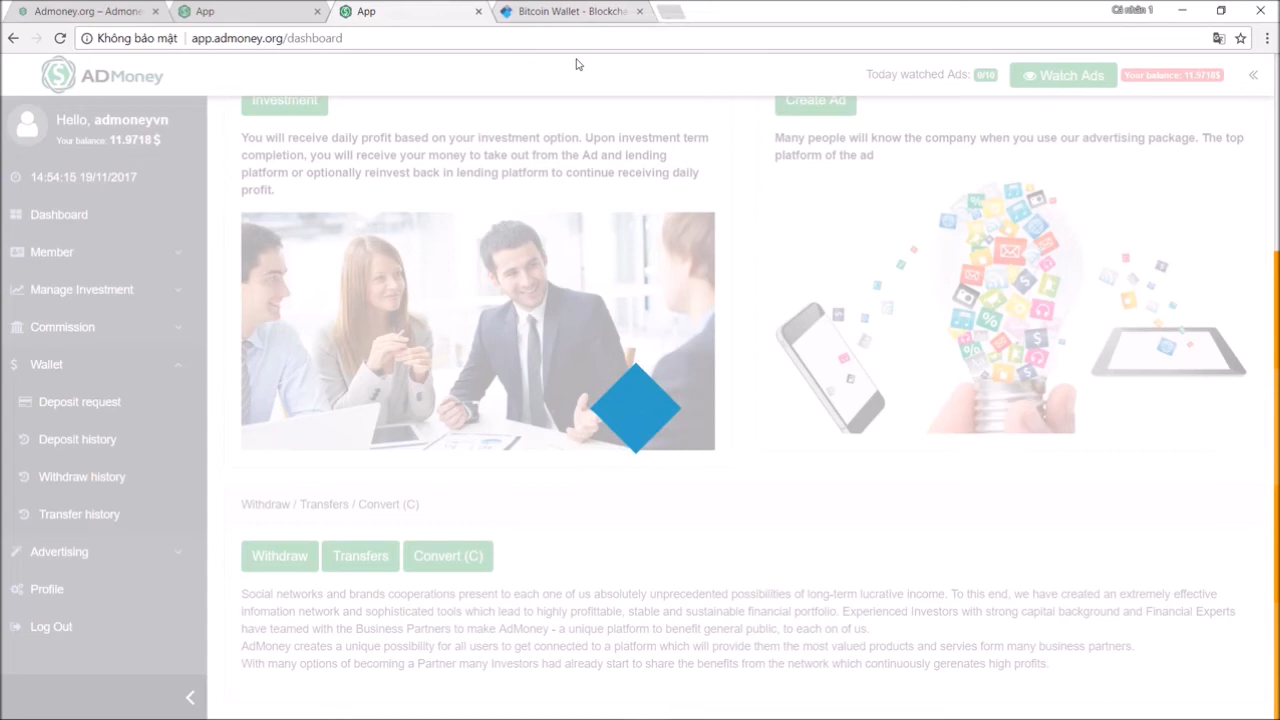 Admoney.org – Admone
App
App
Bitcoin Wallet - Blockcha
Cá nhân 1
Không bảo mật
app.admoney.org/dashboard
ADMoney
Today watched Ads: 0/10
Watch Ads
Your balance: 11.9718$
Hello, admoneyvn
Your balance: 11.9718 $
14:54:15 19/11/2017
Dashboard
Member
Manage Investment
Commission
Wallet
Deposit request
Deposit history
Withdraw history
Transfer history
Advertising
Profile
Log Out
Investment
You will receive daily profit based on your investment option. Upon investment term
completion, you will receive your money to take out from the Ad and lending
platform or optionally reinvest back in lending platform to continue receiving daily
profit.
Create Ad
Many people will know the company when you use our advertising package. The top
platform of the ad
Withdraw / Transfers / Convert (C)
Withdraw
Transfers
Convert (C)
Social networks and brands cooperations present to each one of us absolutely unprecedented possibilities of long-term lucrative income. To this end, we have created an extremely effective
infomation network and sophisticated tools which lead to highly profittable, stable and sustainable financial portfolio. Experienced Investors with strong capital background and Financial Experts
have teamed with the Business Partners to make AdMoney - a unique platform to benefit general public, to each on of us.
AdMoney creates a unique possibility for all users to get connected to a platform which will provide them the most valued products and servies form many business partners.
With many options of becoming a Partner many Investors had already start to share the benefits from the network which continuously gerenates high profits.